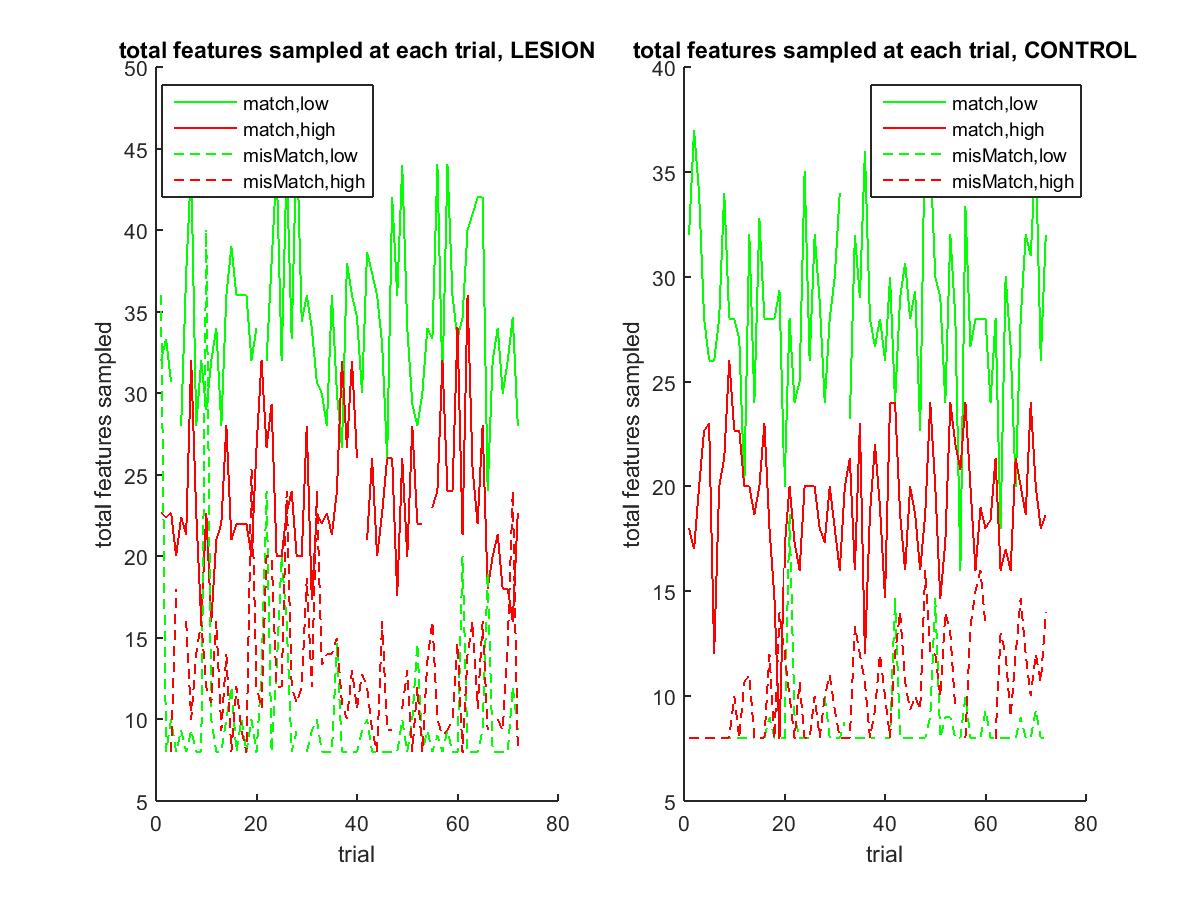 total features sampled at each trial, LESION
50
45
40
35
30
25
20
15
10
5
total features sampled
match,low
match,high
misMatch,low
misMatch,high
0
20
40
60
80
trial
total features sampled at each trial, CONTROL
40
35
30
25
20
15
10
5
total features sampled
match,low
match,high
misMatch,low
misMatch,high
0
20
40
60
80
trial